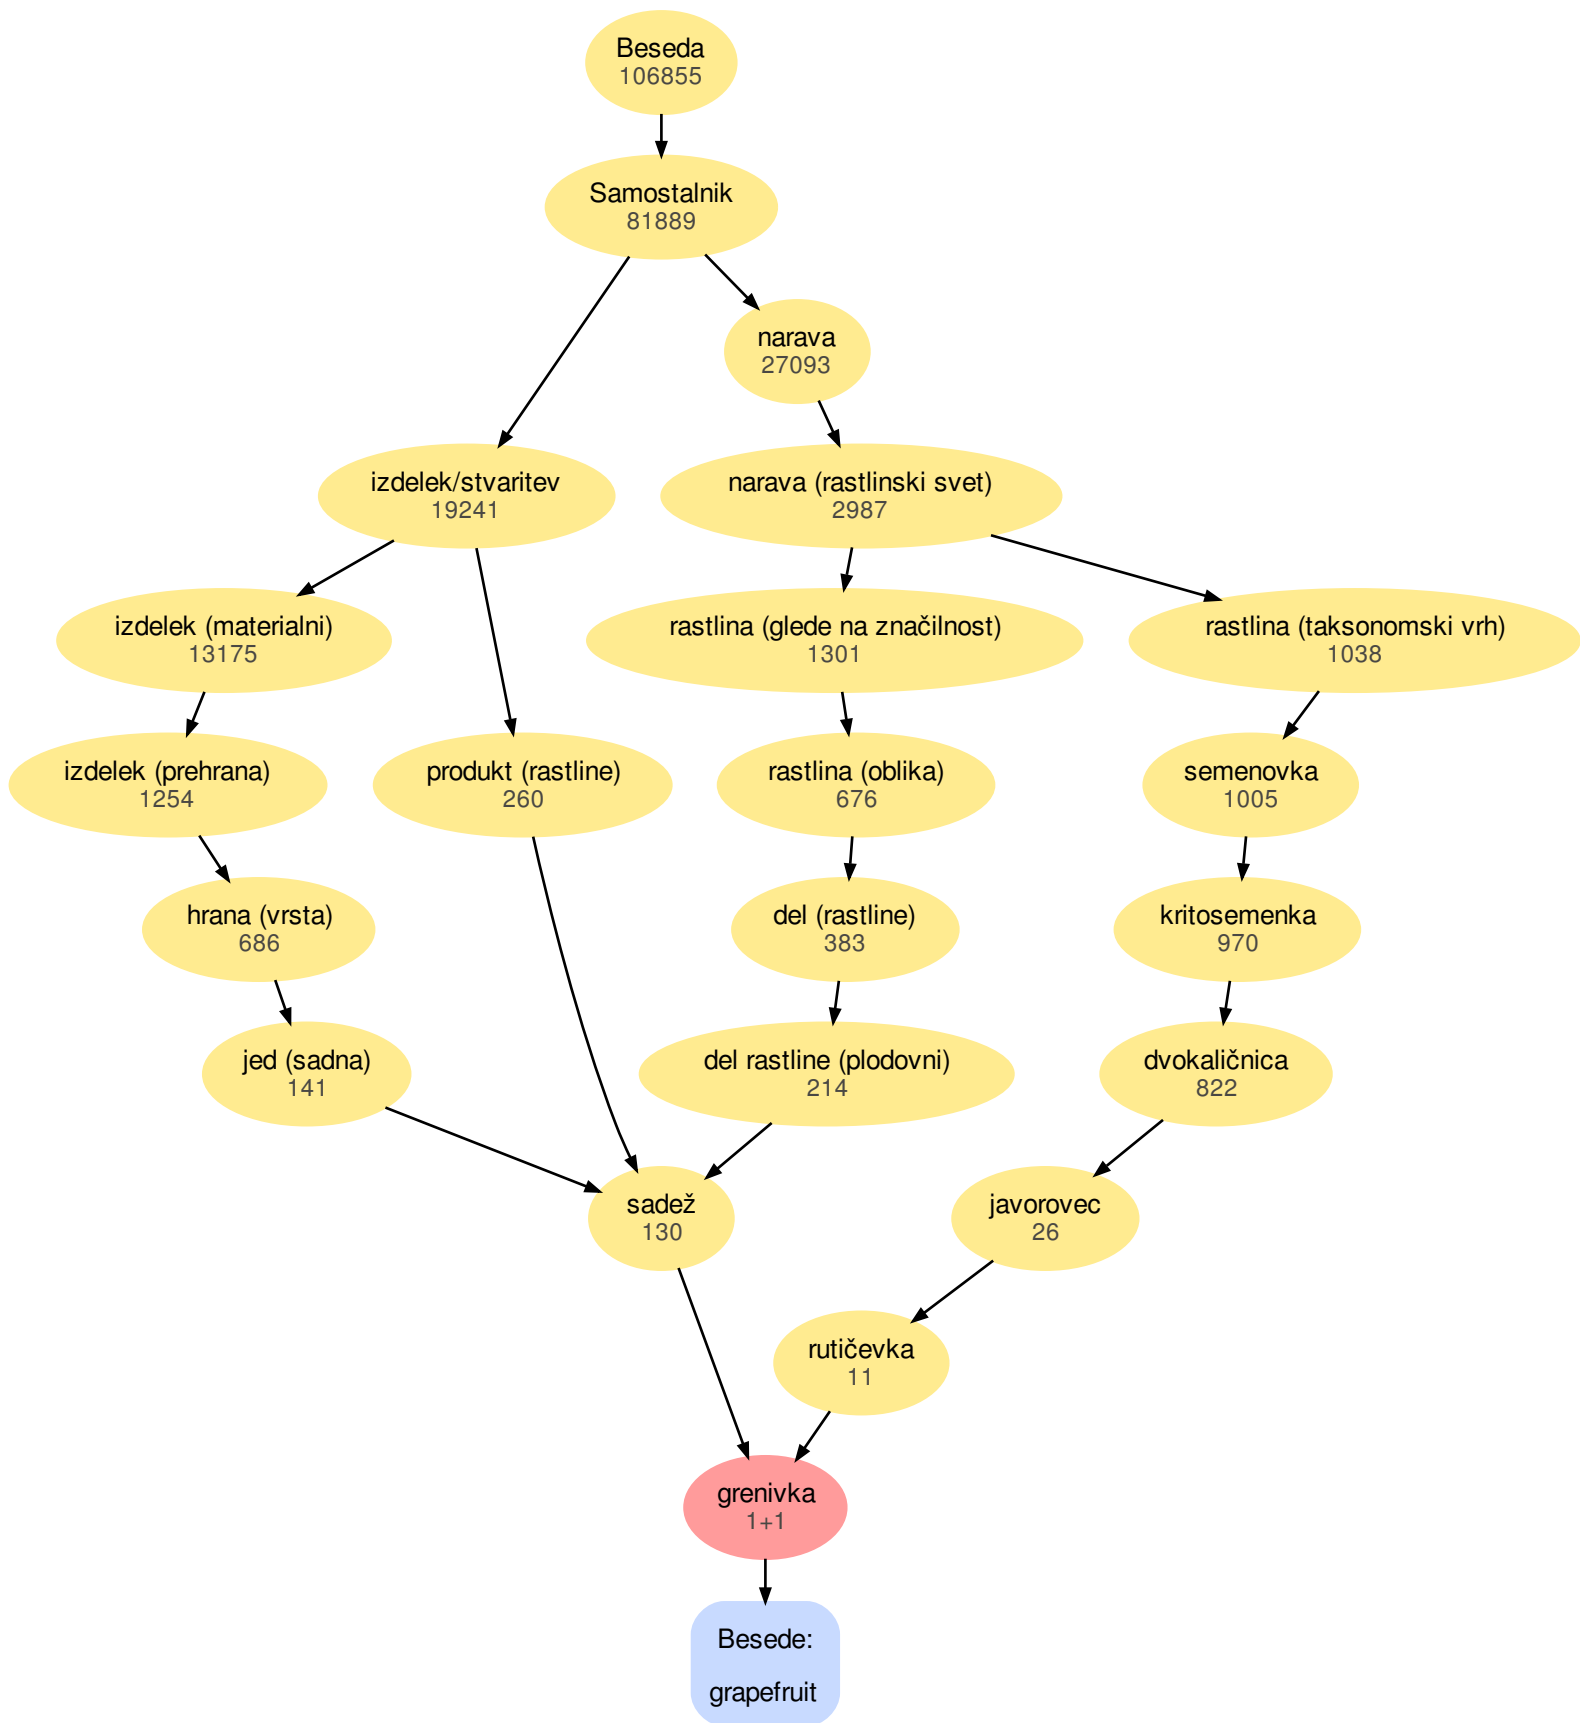 Beseda
106855
Samostalnik
81889
narava
27093
izdelek/stvaritev
19241
narava (rastlinski svet)
2987
izdelek (materialni)
13175
rastlina (glede na značilnost)
1301
rastlina (taksonomski vrh)
1038
izdelek (prehrana)
1254
produkt (rastline)
260
rastlina (oblika)
676
semenovka
1005
hrana (vrsta)
686
del (rastline)
383
kritosemenka
970
jed (sadna)
141
del rastline (plodovni)
214
dvokaličnica
822
sadež
130
javorovec
26
rutičevka
11
grenivka
1+1
Besede:
grapefruit